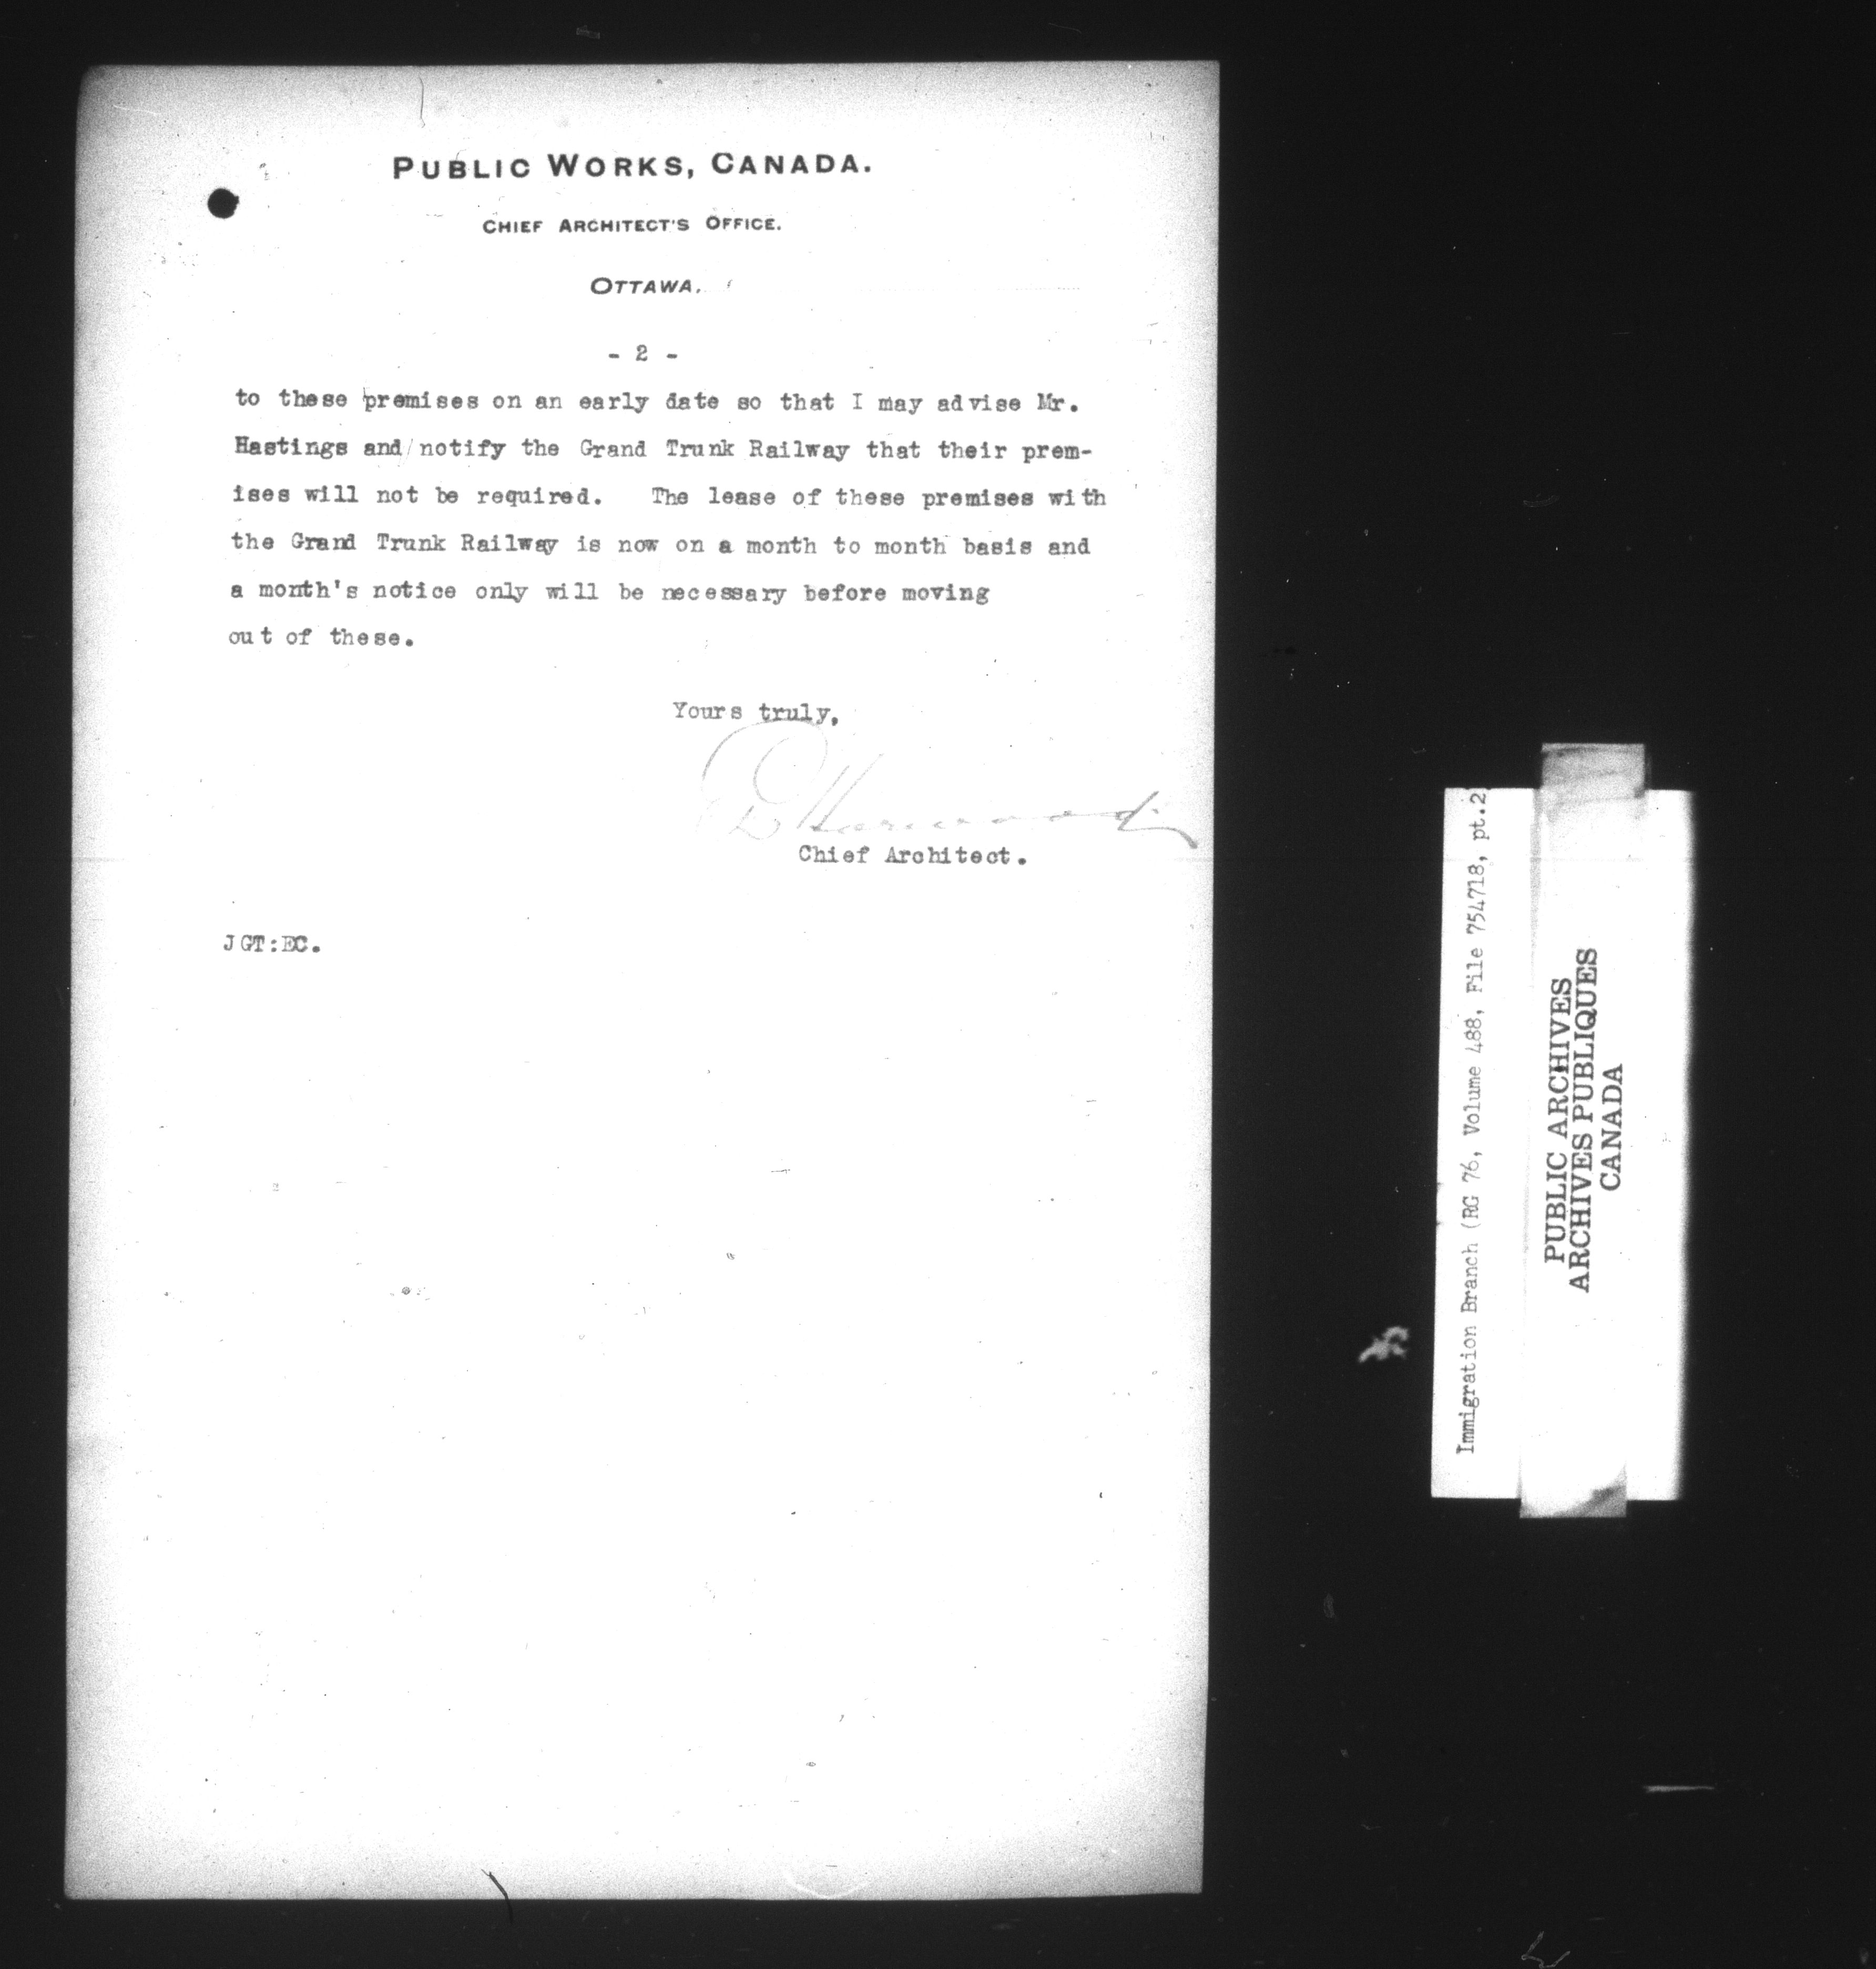 PUBLIC WORKS, CANADA.
CHIEF ARCHITECT'S OFFICE.
OTTAWA.
- 2 -
to these premises on an early date so that I may advise Mr.
Hastings and notify the Grand Trunk Railway that their prem-
ises will not be required. The lease of these premises with
the Grand Trunk Railway is now on a month to month basis and
a month's notice only will be necessary before moving
out of these.
Yours truly,
Harwood
Chief Architect.
JGT:EC.
Immigration Branch (RG 76, Volume 488, File 754718, pt.2
PUBLIC ARCHIVES
ARCHIVES PUBLIQUES
CANADA